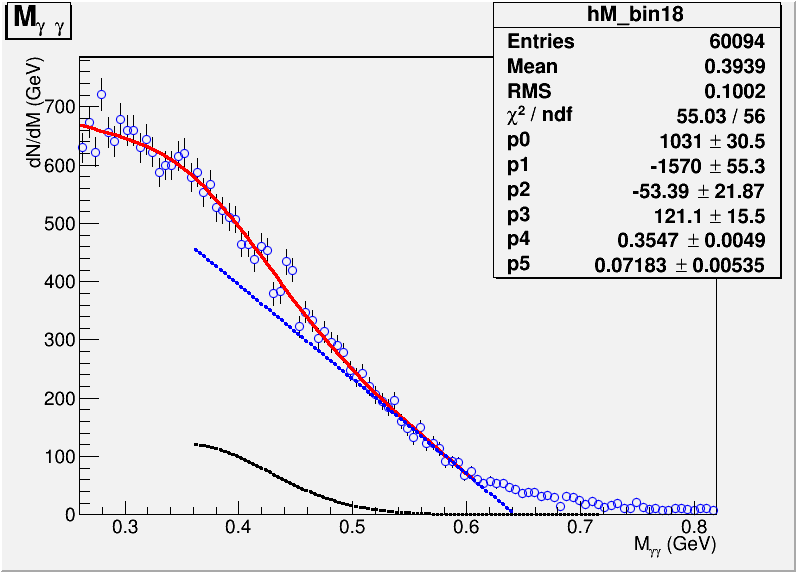 M γ γ
hM_bin18
Entries 60094
Mean 0.3939
RMS 0.1002
χ² / ndf 55.03 / 56
p0 1031 ± 30.5
p1 -1570 ± 55.3
p2 -53.39 ± 21.87
p3 121.1 ± 15.5
p4 0.3547 ± 0.0049
p5 0.07183 ± 0.00535
dN/dM (GeV)
700
600
500
400
300
200
100
0
0.3 0.4 0.5 0.6 0.7 0.8
Mγγ (GeV)